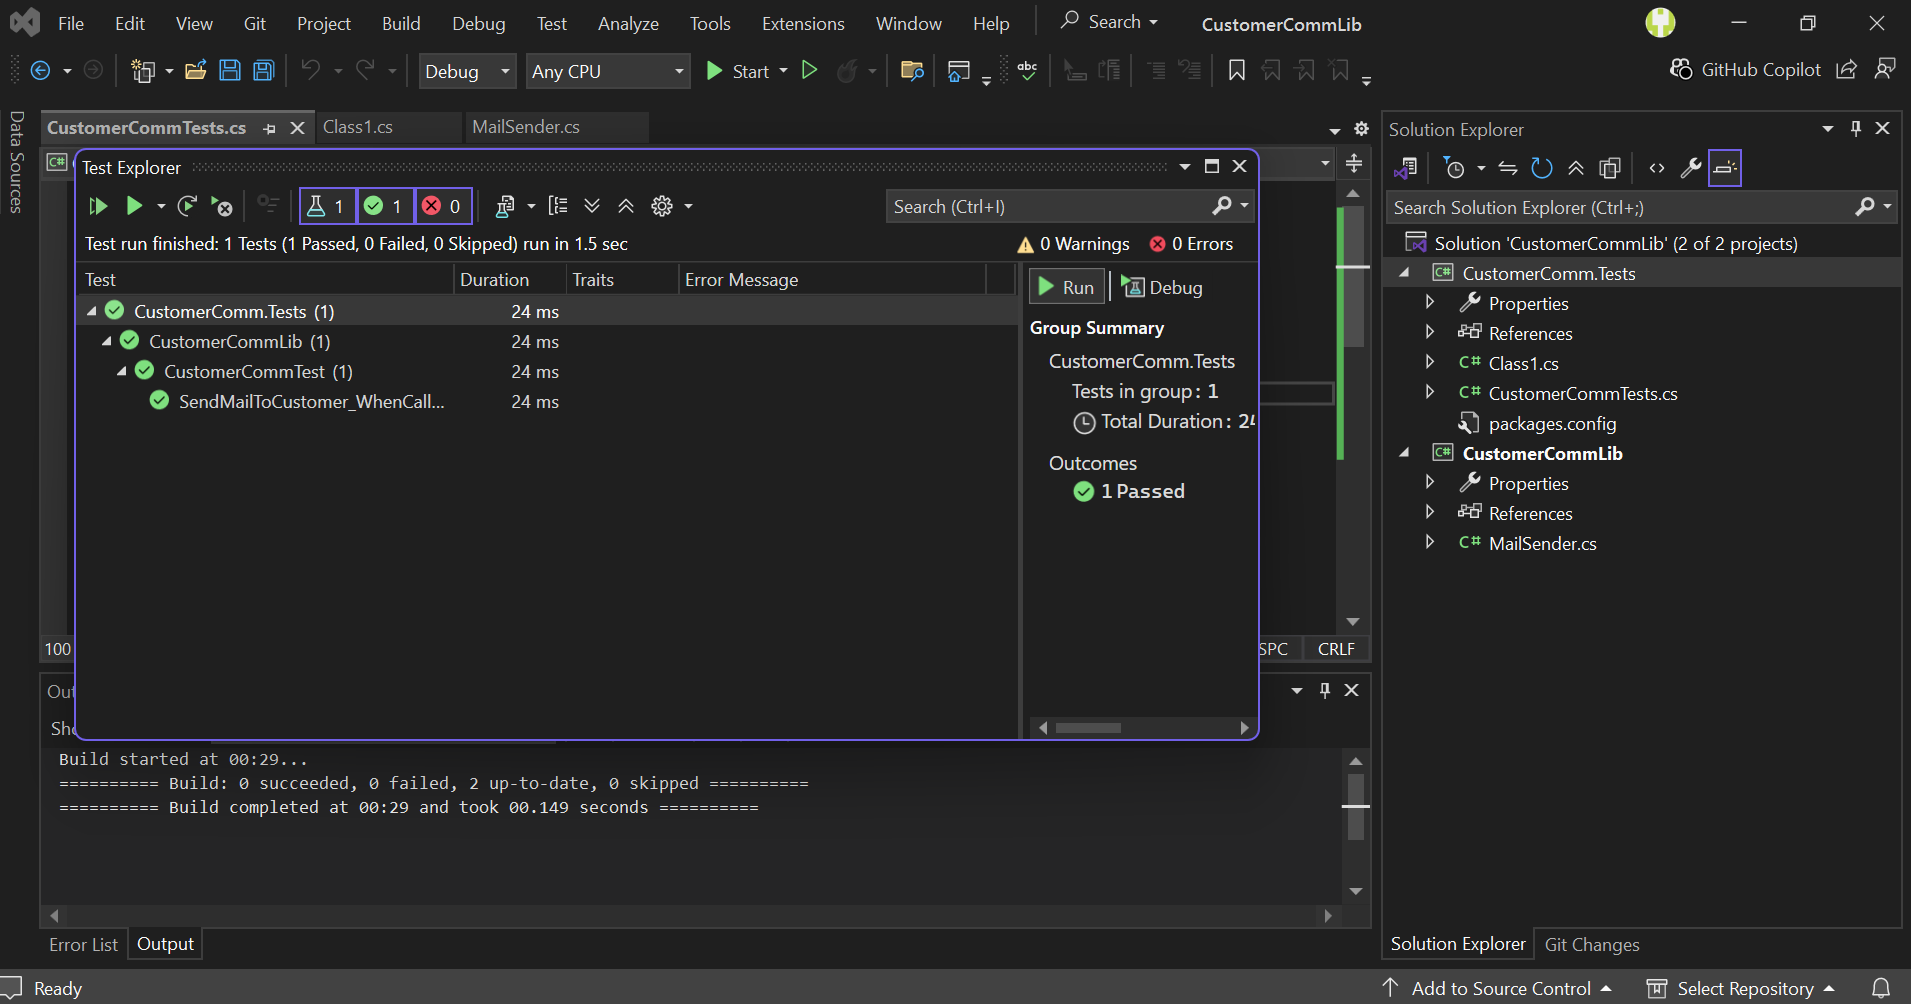 File Edit View Git Project Build Debug Test Analyze Tools Extensions Window Help Search CustomerCommLib
Debug Any CPU Start abc GitHub Copilot
Data Sources
CustomerCommTests.cs Class1.cs MailSender.cs
C#
Test Explorer
1 1 0 Search (Ctrl+I)
Test run finished: 1 Tests (1 Passed, 0 Failed, 0 Skipped) run in 1.5 sec 0 Warnings 0 Errors
Test Duration Traits Error Message
CustomerComm.Tests (1) 24 ms
CustomerCommLib (1) 24 ms
CustomerCommTest (1) 24 ms
SendMailToCustomer_WhenCall... 24 ms
Run Debug
Group Summary
CustomerComm.Tests
Tests in group: 1
Total Duration: 24
Outcomes
1 Passed
100 SPC CRLF
Out
Sho
Build started at 00:29...
========== Build: 0 succeeded, 0 failed, 2 up-to-date, 0 skipped ==========
========== Build completed at 00:29 and took 00.149 seconds ==========
Error List Output
Solution Explorer
Search Solution Explorer (Ctrl+;)
Solution 'CustomerCommLib' (2 of 2 projects)
C# CustomerComm.Tests
Properties
References
C# Class1.cs
C# CustomerCommTests.cs
packages.config
C# CustomerCommLib
Properties
References
C# MailSender.cs
Solution Explorer Git Changes
Ready Add to Source Control Select Repository